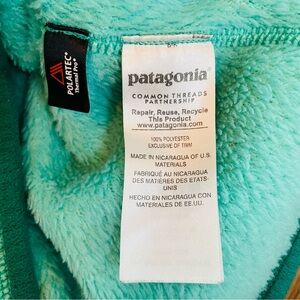 POLARTEC®
Thermal Pro®
patagonia®
COMMON THREADS
PARTNERSHIP
Repair, Reuse, Recycle
This Product
www.patagonia.com
100% POLYESTER
EXCLUSIVE OF TRIM
MADE IN NICARAGUA OF U.S.
MATERIALS
FABRIQUÉ AU NICARAGUA
DES MATIÈRES DES ÉTATS-
UNIS
HECHO EN NICARAGUA CON
MATERIALES DE EE.UU.